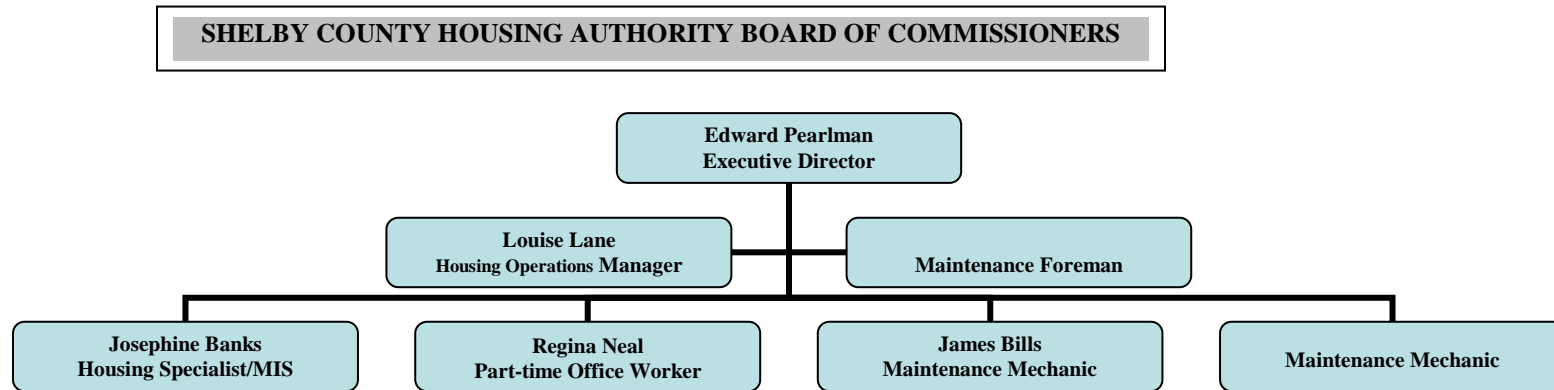 SHELBY COUNTY HOUSING AUTHORITY BOARD OF COMMISSIONERS
Edward Pearlman
Executive Director
Louise Lane
Housing Operations Manager
Maintenance Foreman
Josephine Banks
Housing Specialist/MIS
Regina Neal
Part-time Office Worker
James Bills
Maintenance Mechanic
Maintenance Mechanic